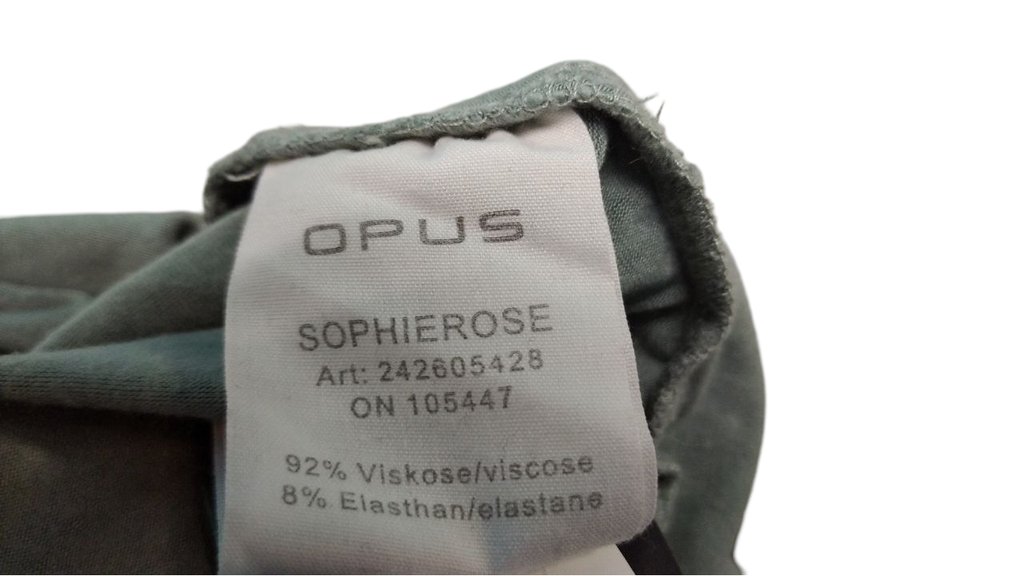 OPUS
SOPHIEROSE
Art: 242605428
ON 105447
92% Viskose/viscose
8% Elasthan/elastane